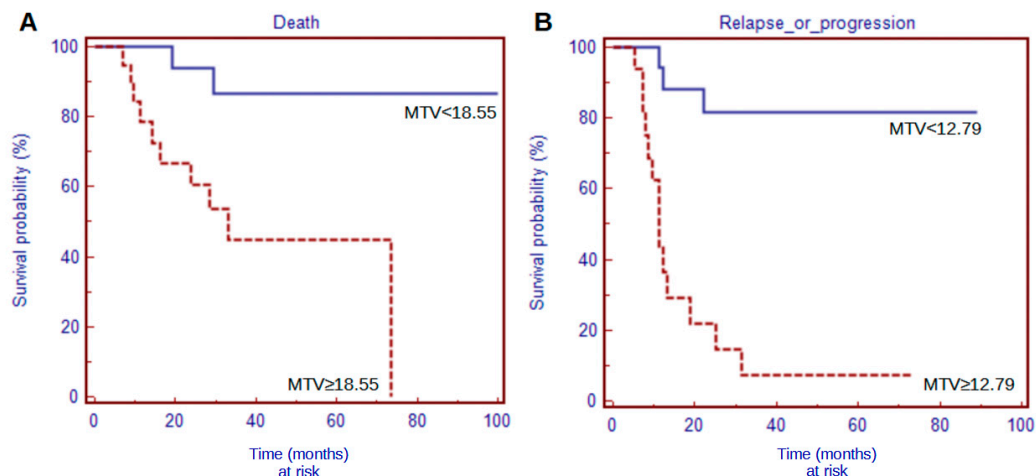 A
Death
100
80
60
40
20
0
Survival probability (%)
MTV<18.55
MTV≥18.55
0 20 40 60 80 100
Time (months)
at risk
B
Relapse_or_progression
100
80
60
40
20
0
Survival probability (%)
MTV<12.79
MTV≥12.79
0 20 40 60 80 100
Time (months)
at risk